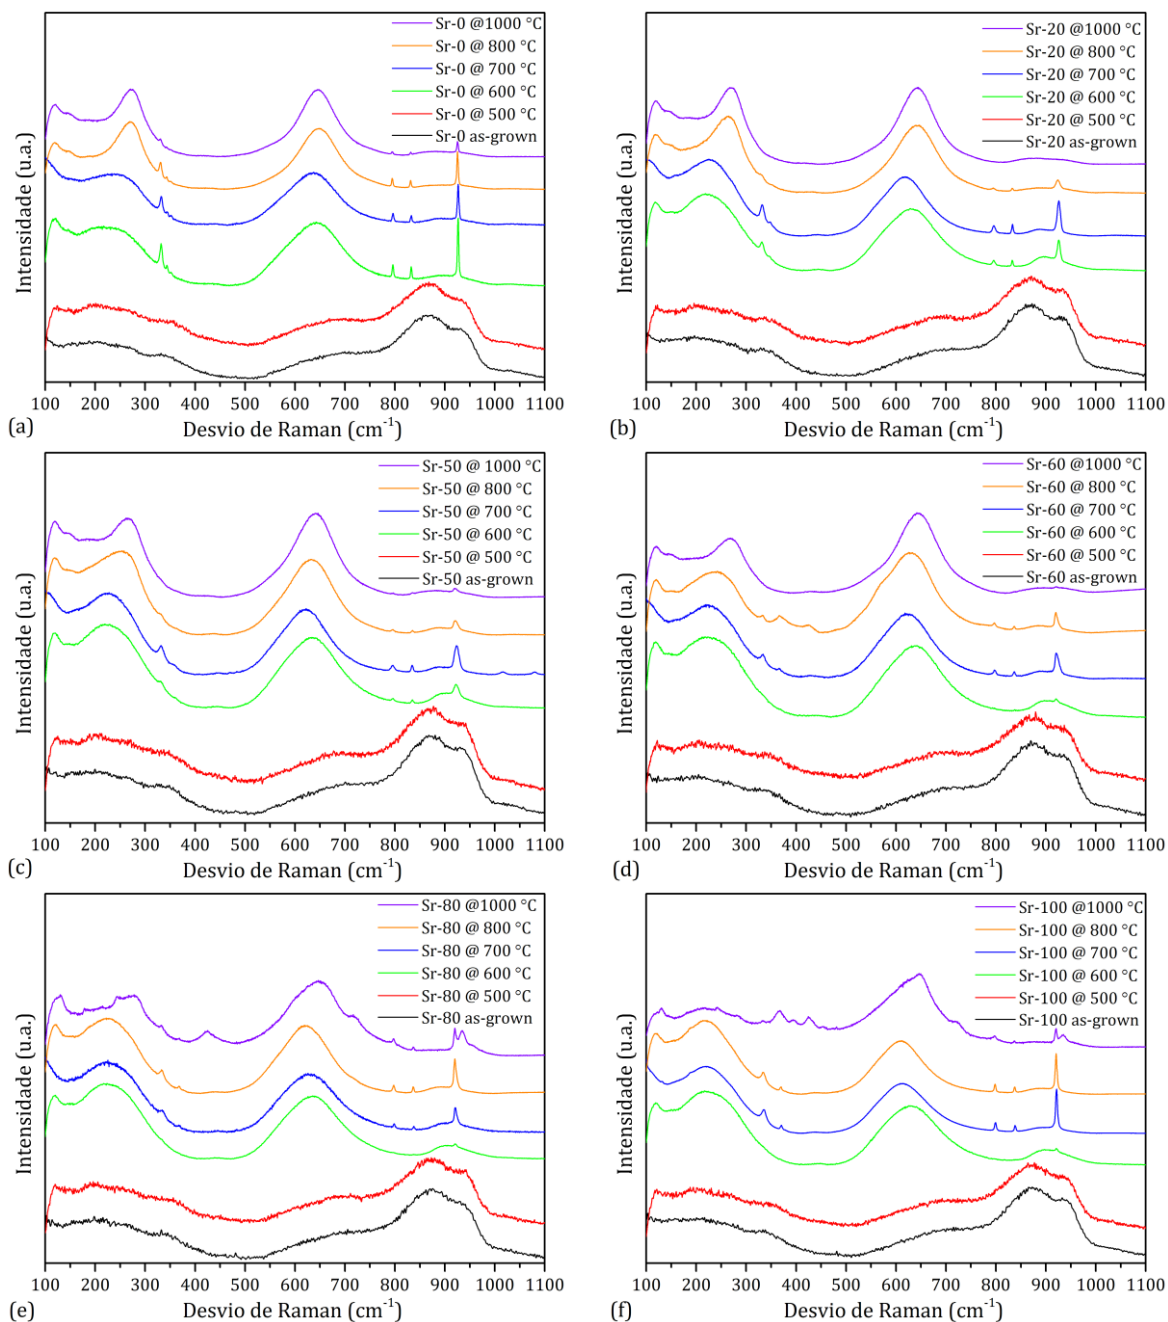 Sr-0 @1000 °C
Sr-0 @ 800 °C
Sr-0 @ 700 °C
Sr-0 @ 600 °C
Sr-0 @ 500 °C
Sr-0 as-grown
Intensidade (u.a.)
100 200 300 400 500 600 700 800 900 1000 1100
(a)
Desvio de Raman (cm⁻¹)
Sr-20 @1000 °C
Sr-20 @ 800 °C
Sr-20 @ 700 °C
Sr-20 @ 600 °C
Sr-20 @ 500 °C
Sr-20 as-grown
Intensidade (u.a.)
100 200 300 400 500 600 700 800 900 1000 1100
(b)
Desvio de Raman (cm⁻¹)
Sr-50 @ 1000 °C
Sr-50 @ 800 °C
Sr-50 @ 700 °C
Sr-50 @ 600 °C
Sr-50 @ 500 °C
Sr-50 as-grown
Intensidade (u.a.)
100 200 300 400 500 600 700 800 900 1000 1100
(c)
Desvio de Raman (cm⁻¹)
Sr-60 @1000 °C
Sr-60 @ 800 °C
Sr-60 @ 700 °C
Sr-60 @ 600 °C
Sr-60 @ 500 °C
Sr-60 as-grown
Intensidade (u.a.)
100 200 300 400 500 600 700 800 900 1000 1100
(d)
Desvio de Raman (cm⁻¹)
Sr-80 @1000 °C
Sr-80 @ 800 °C
Sr-80 @ 700 °C
Sr-80 @ 600 °C
Sr-80 @ 500 °C
Sr-80 as-grown
Intensidade (u.a.)
100 200 300 400 500 600 700 800 900 1000 1100
(e)
Desvio de Raman (cm⁻¹)
Sr-100 @1000 °C
Sr-100 @ 800 °C
Sr-100 @ 700 °C
Sr-100 @ 600 °C
Sr-100 @ 500 °C
Sr-100 as-grown
Intensidade (u.a.)
100 200 300 400 500 600 700 800 900 1000 1100
(f)
Desvio de Raman (cm⁻¹)